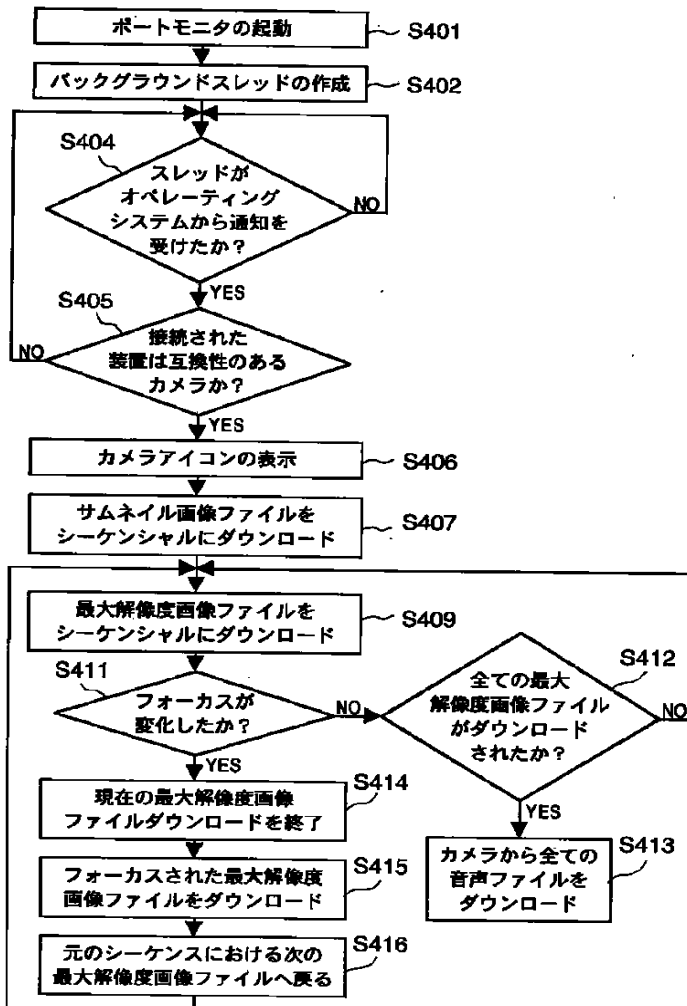 ポートモニタの起動
S401
バックグラウンドスレッドの作成
S402
S404
スレッドが
オペレーティング
システムから通知を
受けたか？
NO
YES
S405
接続された
装置は互換性のある
カメラか？
NO
YES
カメラアイコンの表示
S406
サムネイル画像ファイルを
シーケンシャルにダウンロード
S407
最大解像度画像ファイルを
シーケンシャルにダウンロード
S409
S411
フォーカスが
変化したか？
NO
YES
S412
全ての最大
解像度画像ファイル
がダウンロード
されたか？
NO
YES
カメラから全ての
音声ファイルを
ダウンロード
S413
現在の最大解像度画像
ファイルダウンロードを終了
S414
フォーカスされた最大解像度
画像ファイルをダウンロード
S415
元のシーケンスにおける次の
最大解像度画像ファイルへ戻る
S416